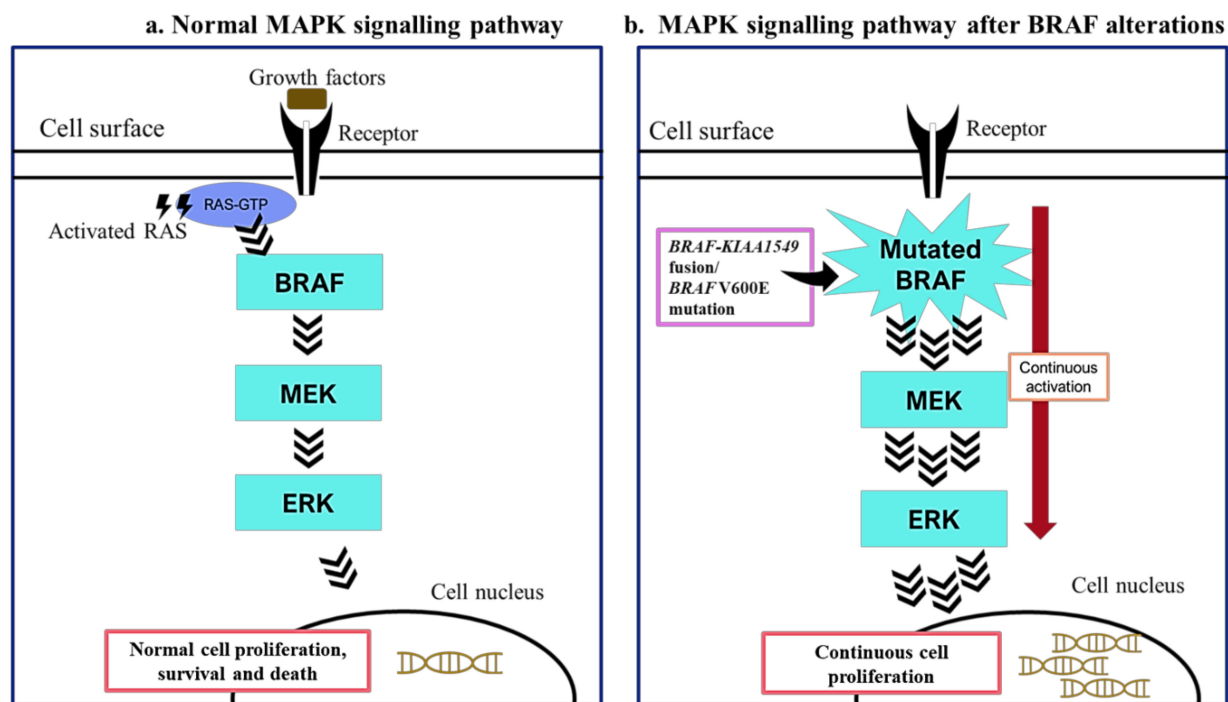 a. Normal MAPK signalling pathway
Growth factors
Cell surface
Receptor
RAS-GTP
Activated RAS
BRAF
MEK
ERK
Cell nucleus
Normal cell proliferation,
survival and death
b. MAPK signalling pathway after BRAF alterations
Cell surface
Receptor
BRAF-KIAA1549
fusion/
BRAF V600E
mutation
Mutated
BRAF
Continuous
activation
MEK
ERK
Cell nucleus
Continuous cell
proliferation